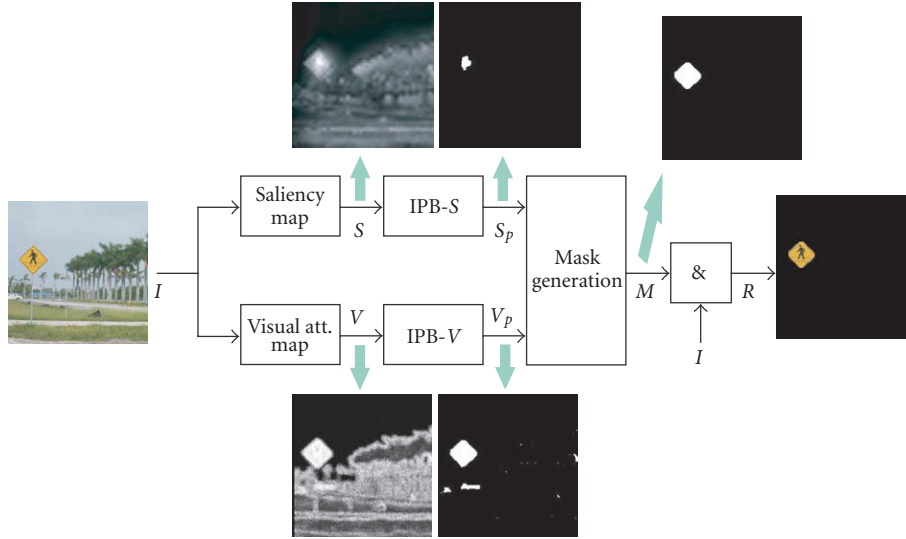 Saliency
map
S
IPB-S
S_p
Mask
generation
I
M
&
R
Visual att.
map
V
IPB-V
V_p
I